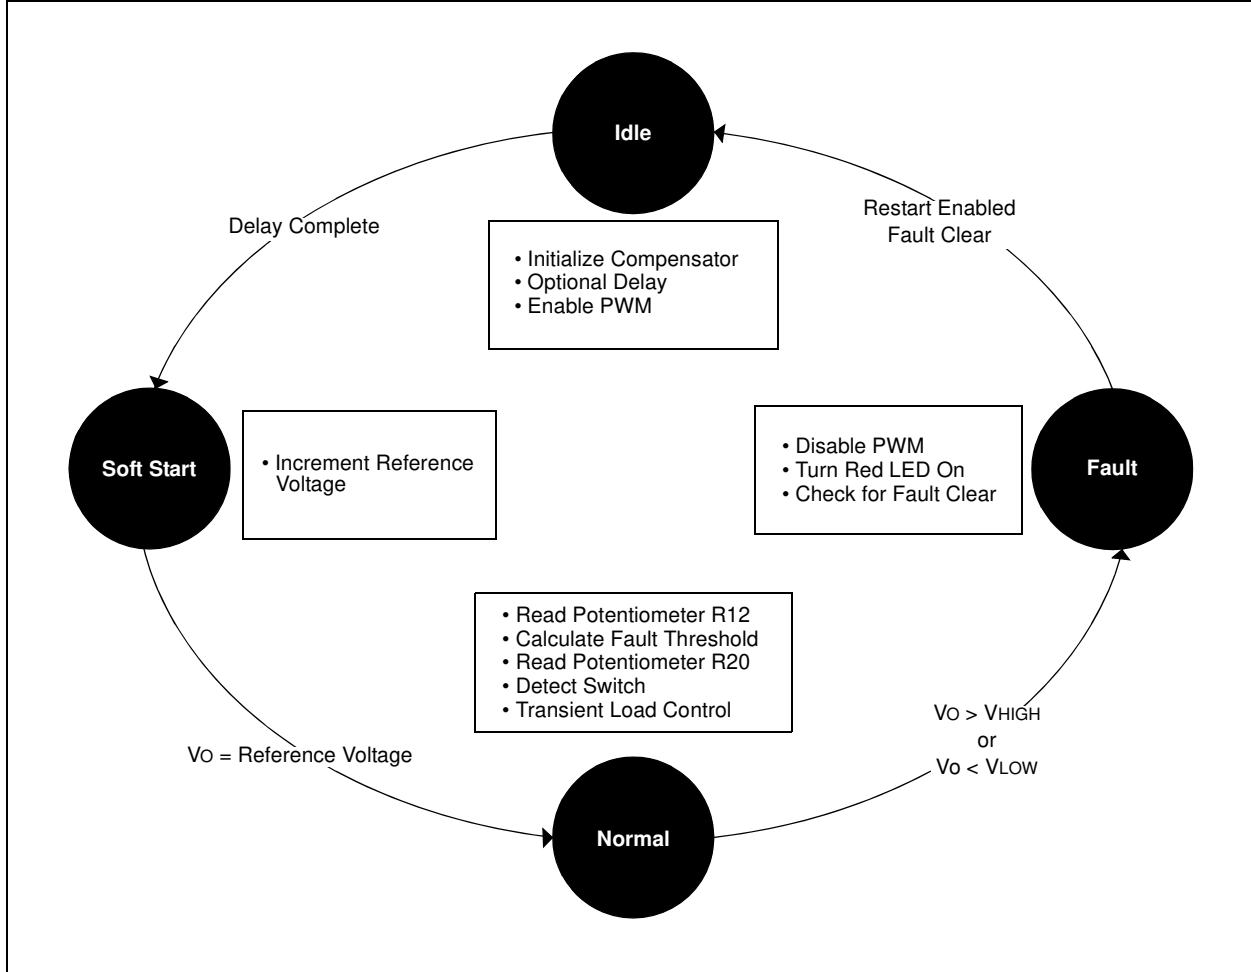 Idle
Delay Complete
Restart Enabled
Fault Clear
• Initialize Compensator
• Optional Delay
• Enable PWM
Soft Start
• Increment Reference
Voltage
• Disable PWM
• Turn Red LED On
• Check for Fault Clear
Fault
• Read Potentiometer R12
• Calculate Fault Threshold
• Read Potentiometer R20
• Detect Switch
• Transient Load Control
VO = Reference Voltage
VO > VHIGH
or
Vo < VLOW
Normal